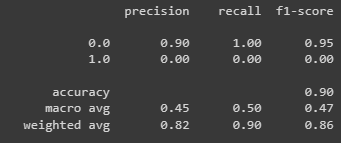 precision recall f1-score
0.0 0.90 1.00 0.95
1.0 0.00 0.00 0.00
accuracy 0.90
macro avg 0.45 0.50 0.47
weighted avg 0.82 0.90 0.86